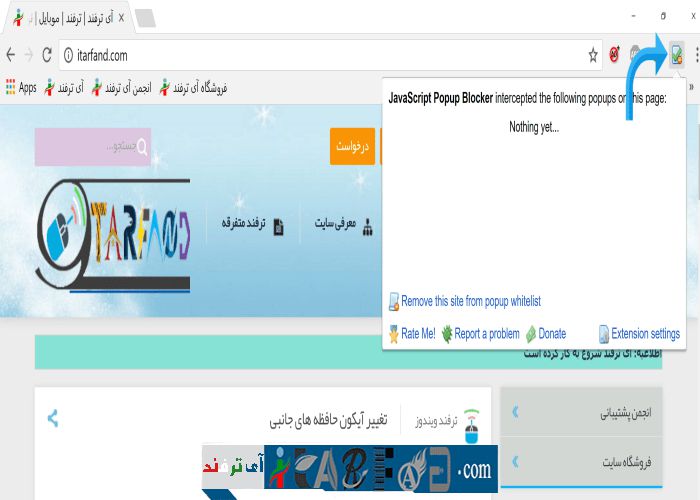 آی ترفند | ترفند | موبایل |
itarfand.com
Apps آی ترفند انجمن آی ترفند فروشگاه آی ترفند
JavaScript Popup Blocker intercepted the following popups on this page:
Nothing yet...
جستجو...
درخواست
TARFAND
ترفند متفرقه
معرفی سایت
Remove this site from popup whitelist
Rate Me! Report a problem Donate Extension settings
اطلاعیه: آی ترفند شروع به کار کرده است
ترفند ویندوز
تغییر آیکون حافظه های جانبی
انجمن پشتیبانی
فروشگاه سایت
آی ترفند TARFAND.com